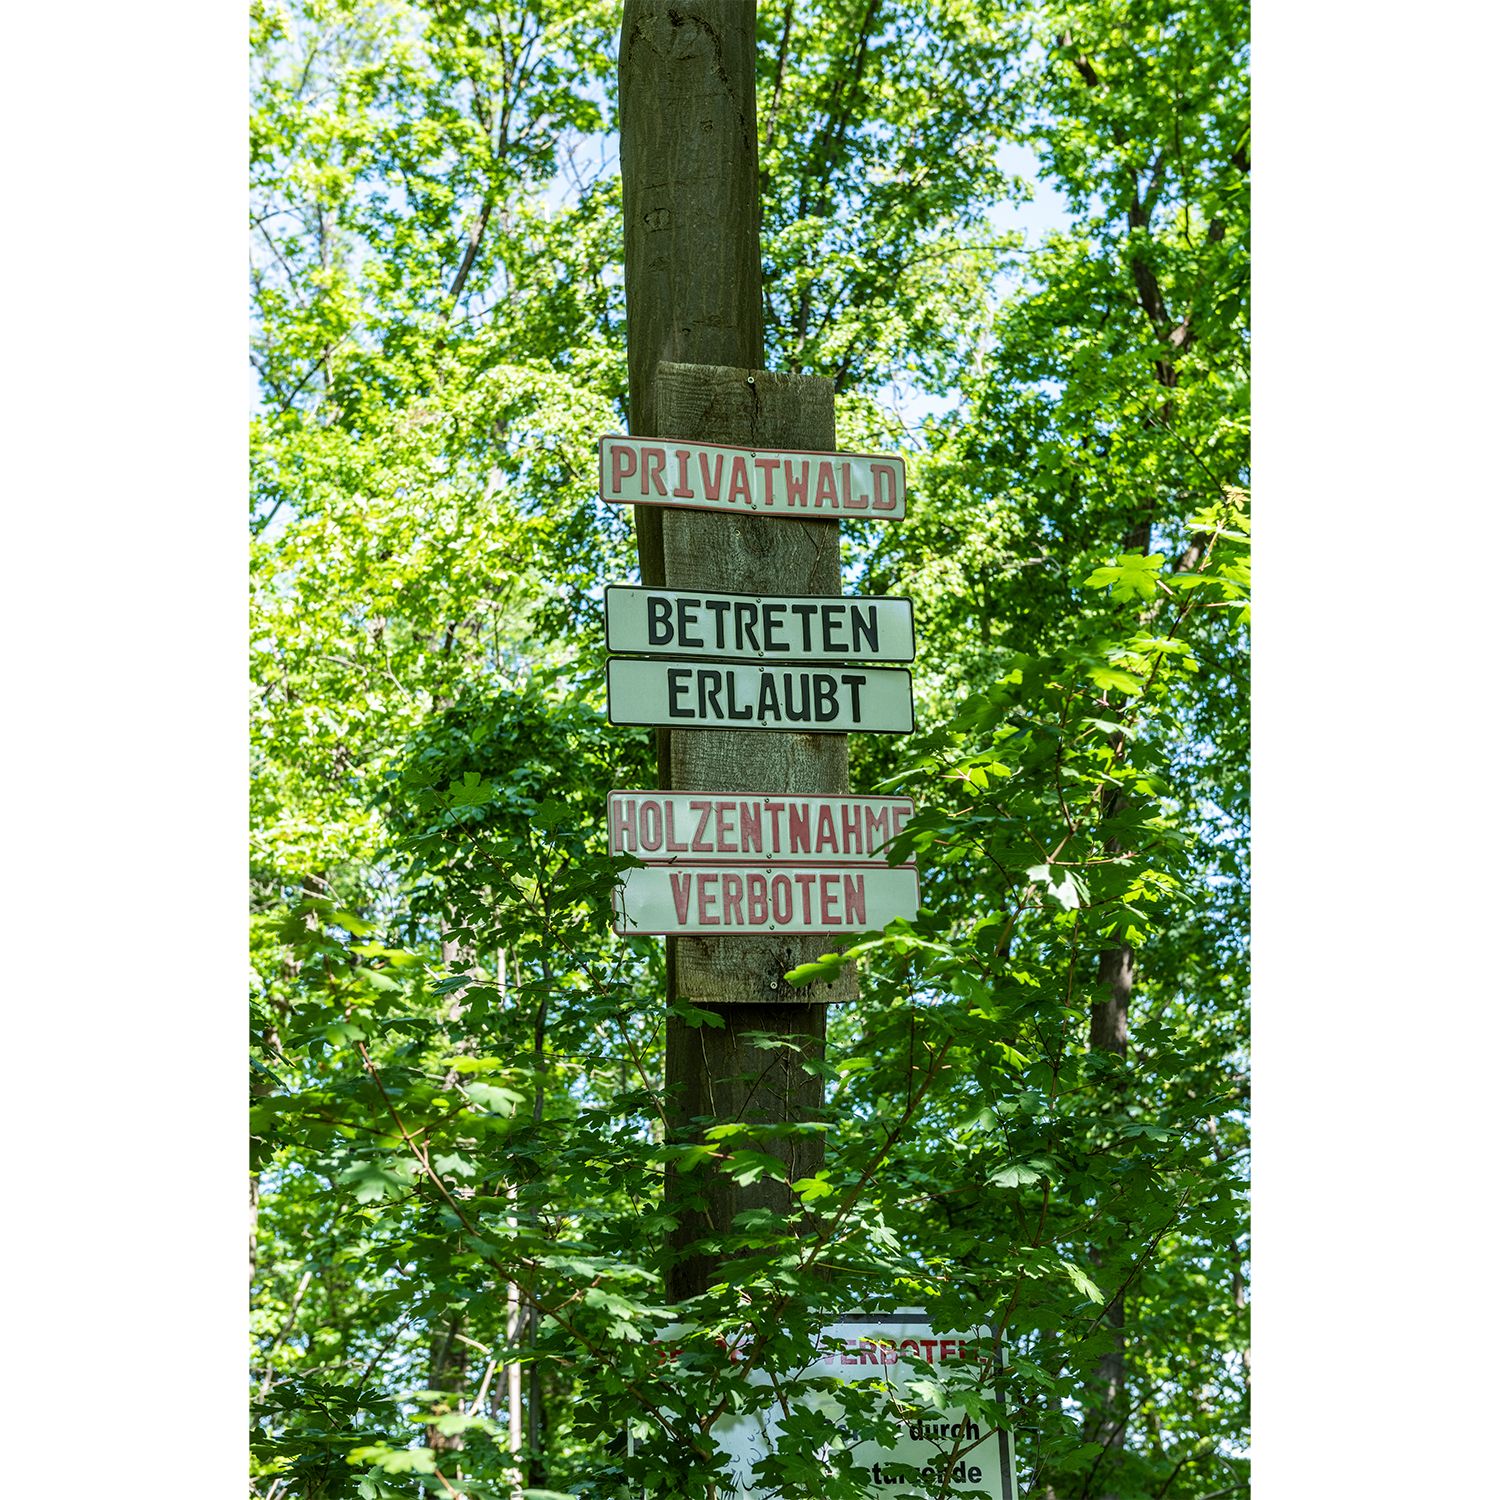 PRIVATWALD
BETRETEN
ERLAUBT
HOLZENTNAHME
VERBOTEN
VERBOTEN
durch